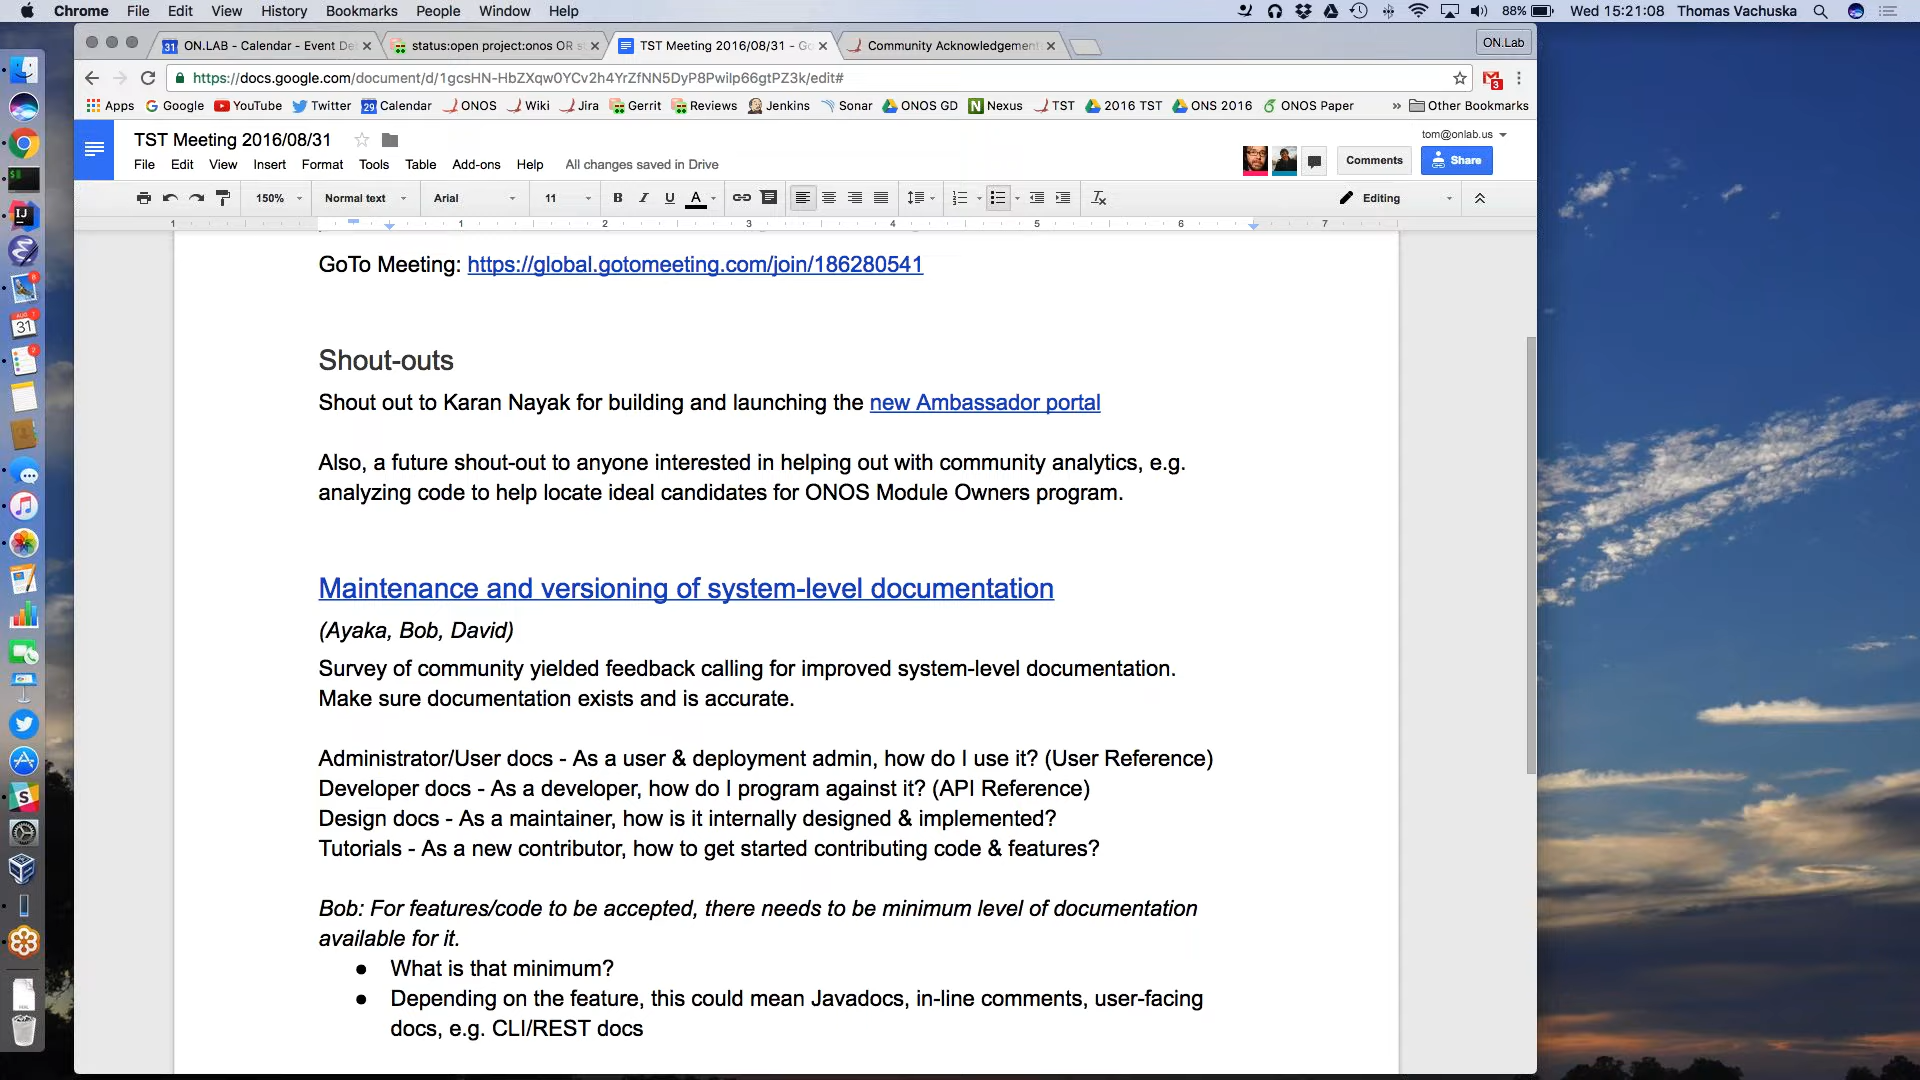 Chrome File Edit View History Bookmarks People Window Help 88% Wed 15:21:08 Thomas Vachuska
ON.LAB - Calendar - Event De status:open project:onos OR s TST Meeting 2016/08/31 - Go Community Acknowledgement ON.Lab
https://docs.google.com/document/d/1gcsHN-HbZXqw0YCv2h4YrZfNN5DyP8Pwilp66gtPZ3k/edit#
Apps Google YouTube Twitter Calendar ONOS Wiki Jira Gerrit Reviews Jenkins Sonar ONOS GD Nexus TST 2016 TST ONS 2016 ONOS Paper » Other Bookmarks
TST Meeting 2016/08/31 tom@onlab.us
File Edit View Insert Format Tools Table Add-ons Help All changes saved in Drive Comments Share
150% Normal text Arial 11 B I U A Editing
1 1 2 3 4 5 6 7
GoTo Meeting: https://global.gotomeeting.com/join/186280541
Shout-outs
Shout out to Karan Nayak for building and launching the new Ambassador portal
Also, a future shout-out to anyone interested in helping out with community analytics, e.g.
analyzing code to help locate ideal candidates for ONOS Module Owners program.
Maintenance and versioning of system-level documentation
(Ayaka, Bob, David)
Survey of community yielded feedback calling for improved system-level documentation.
Make sure documentation exists and is accurate.
Administrator/User docs - As a user & deployment admin, how do I use it? (User Reference)
Developer docs - As a developer, how do I program against it? (API Reference)
Design docs - As a maintainer, how is it internally designed & implemented?
Tutorials - As a new contributor, how to get started contributing code & features?
Bob: For features/code to be accepted, there needs to be minimum level of documentation
available for it.
● What is that minimum?
● Depending on the feature, this could mean Javadocs, in-line comments, user-facing
docs, e.g. CLI/REST docs